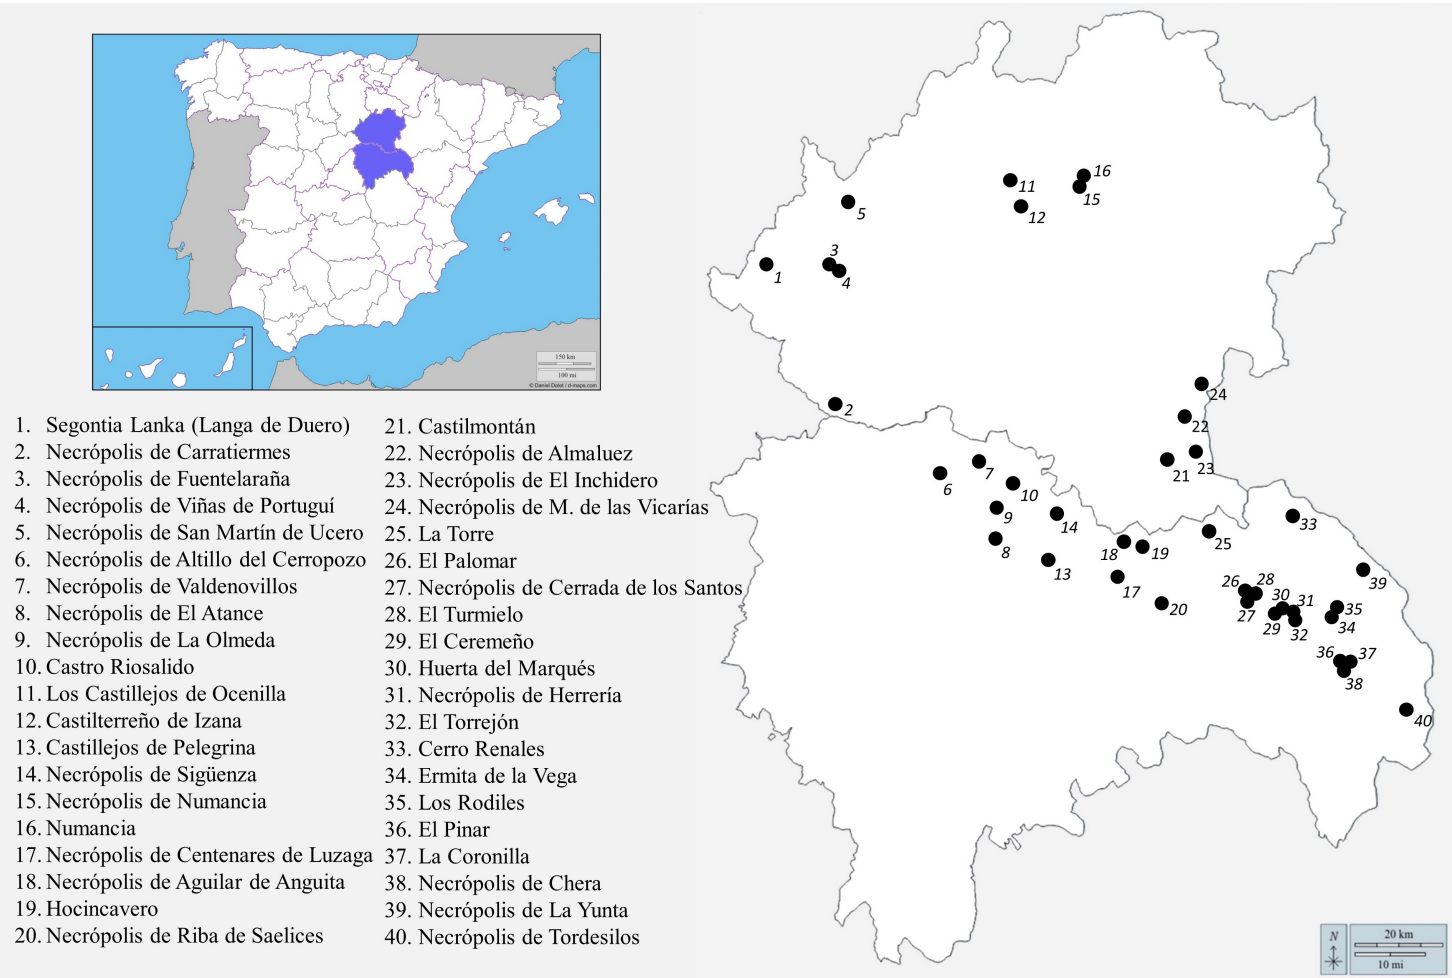 150 km
100 mi
© Daniel Dalet / d-maps.com
1. Segontia Lanka (Langa de Duero)
2. Necrópolis de Carratiermes
3. Necrópolis de Fuentelaraña
4. Necrópolis de Viñas de Portuguí
5. Necrópolis de San Martín de Ucero
6. Necrópolis de Altillo del Cerropozo
7. Necrópolis de Valdenovillos
8. Necrópolis de El Atance
9. Necrópolis de La Olmeda
10. Castro Riosalido
11. Los Castillejos de Ocenilla
12. Castilterreño de Izana
13. Castillejos de Pelegrina
14. Necrópolis de Sigüenza
15. Necrópolis de Numancia
16. Numancia
17. Necrópolis de Centenares de Luzaga
18. Necrópolis de Aguilar de Anguita
19. Hocincavero
20. Necrópolis de Riba de Saelices
21. Castilmontán
22. Necrópolis de Almaluez
23. Necrópolis de El Inchidero
24. Necrópolis de M. de las Vicarías
25. La Torre
26. El Palomar
27. Necrópolis de Cerrada de los Santos
28. El Turmielo
29. El Ceremeño
30. Huerta del Marqués
31. Necrópolis de Herrería
32. El Torrejón
33. Cerro Renales
34. Ermita de la Vega
35. Los Rodiles
36. El Pinar
37. La Coronilla
38. Necrópolis de Chera
39. Necrópolis de La Yunta
40. Necrópolis de Tordesilos
16
11
15
5
12
3
1
4
24
2
22
7
23
6
21
10
9
14
33
25
8
18
19
13
39
17
26
28
20
30
31
35
27
29
32
34
36
37
38
40
N
20 km
10 mi